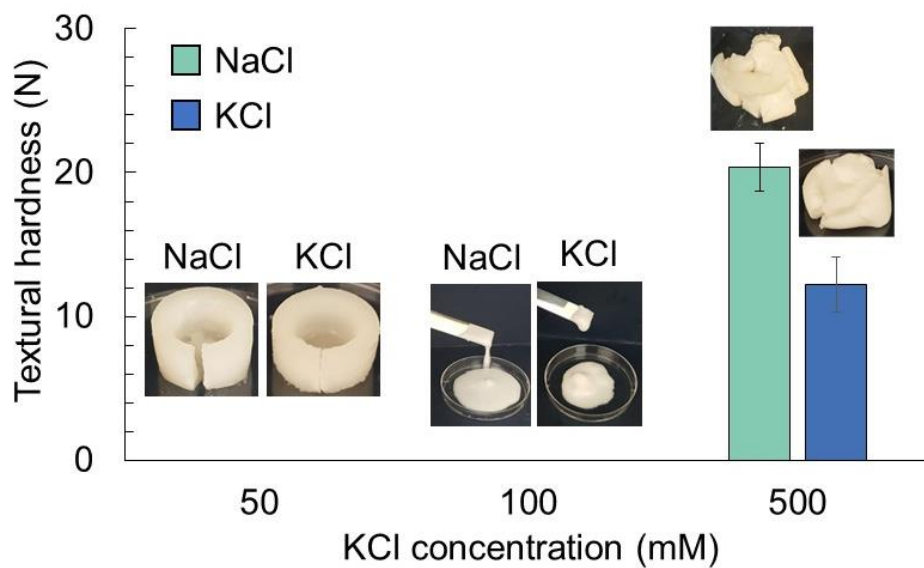 Textural hardness (N)
30
20
10
0
NaCl
KCl
NaCl
KCl
NaCl
KCl
50
100
500
KCl concentration (mM)